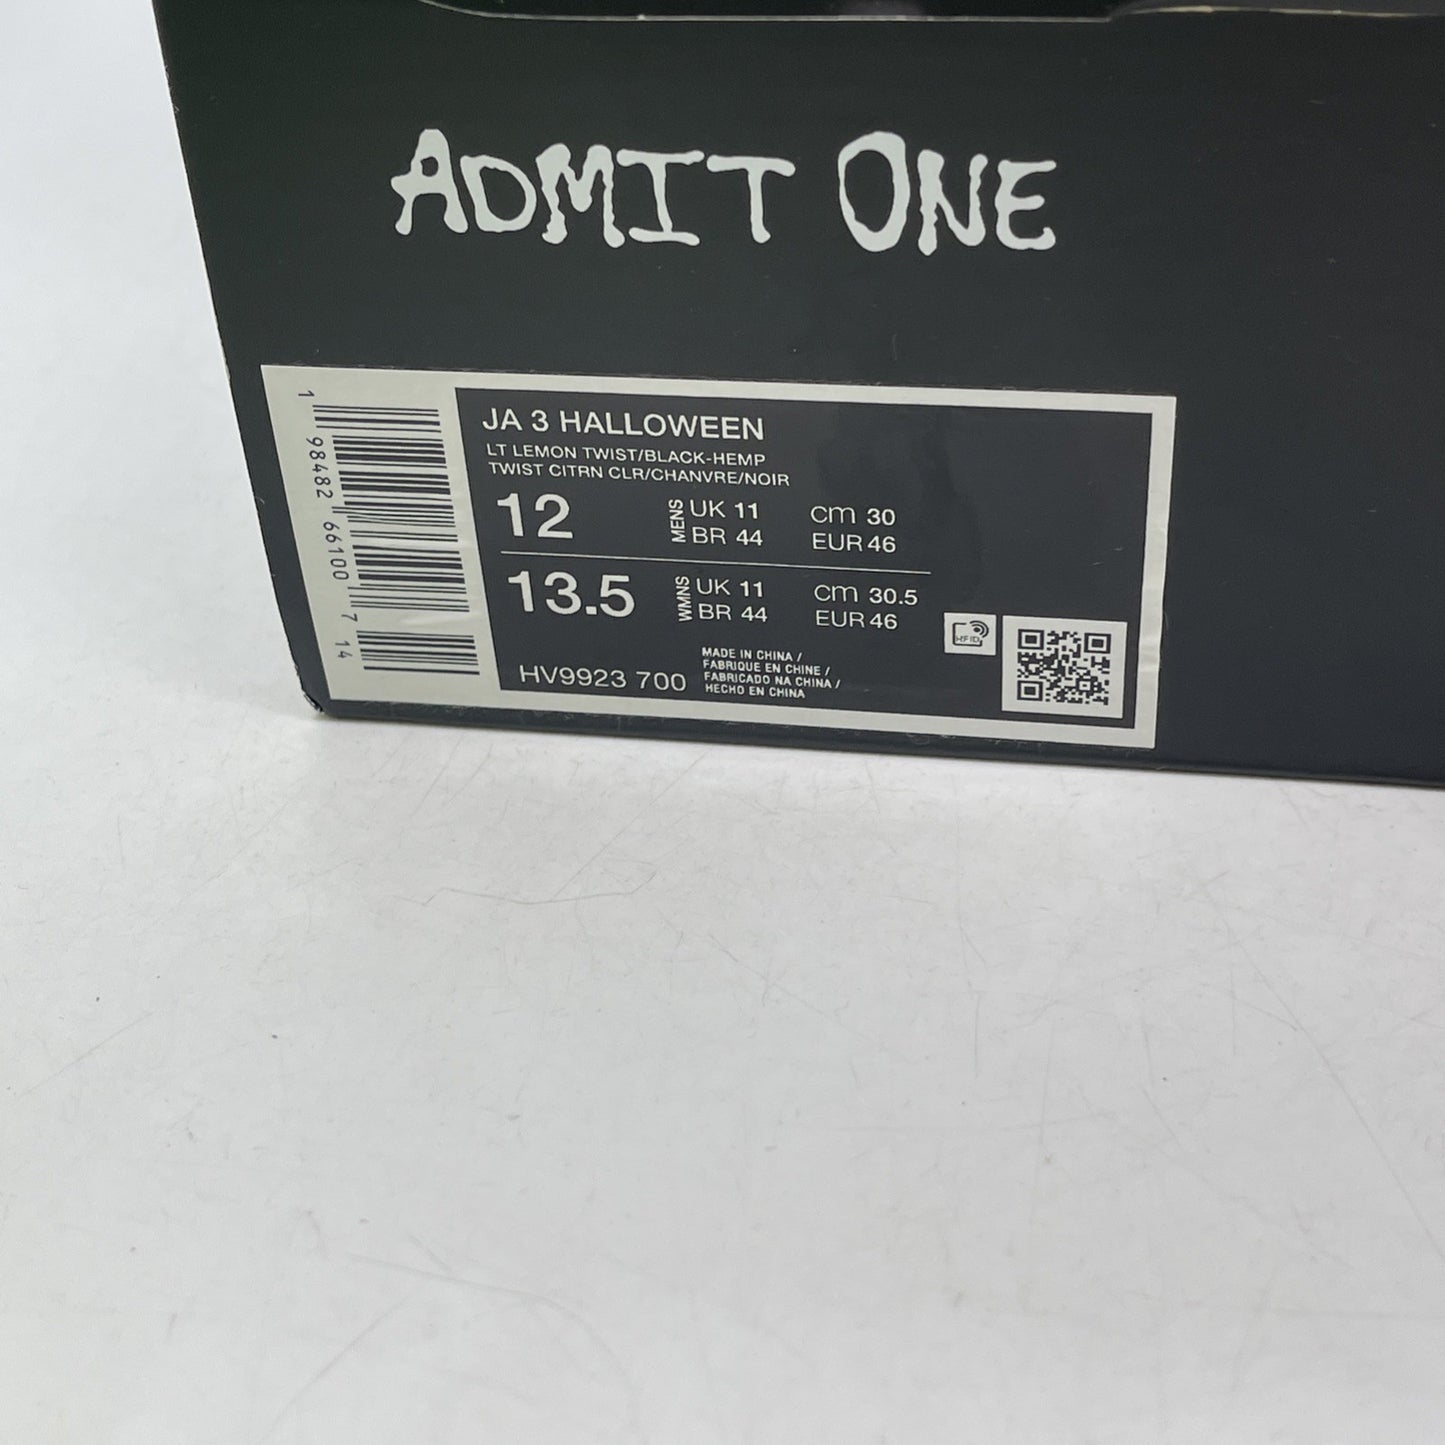 ADMIT ONE
JA 3 HALLOWEEN
LT LEMON TWIST/BLACK-HEMP
TWIST CITRN CLR/CHANVRE/NOIR
12 MENS UK 11 cm 30
BR 44 EUR 46
13.5 WMNS UK 11 cm 30.5
BR 44 EUR 46
HV9923 700
MADE IN CHINA /
FABRIQUE EN CHINE /
FABRICADO NA CHINA /
HECHO EN CHINA
HFID
1 98482 66100 7 14